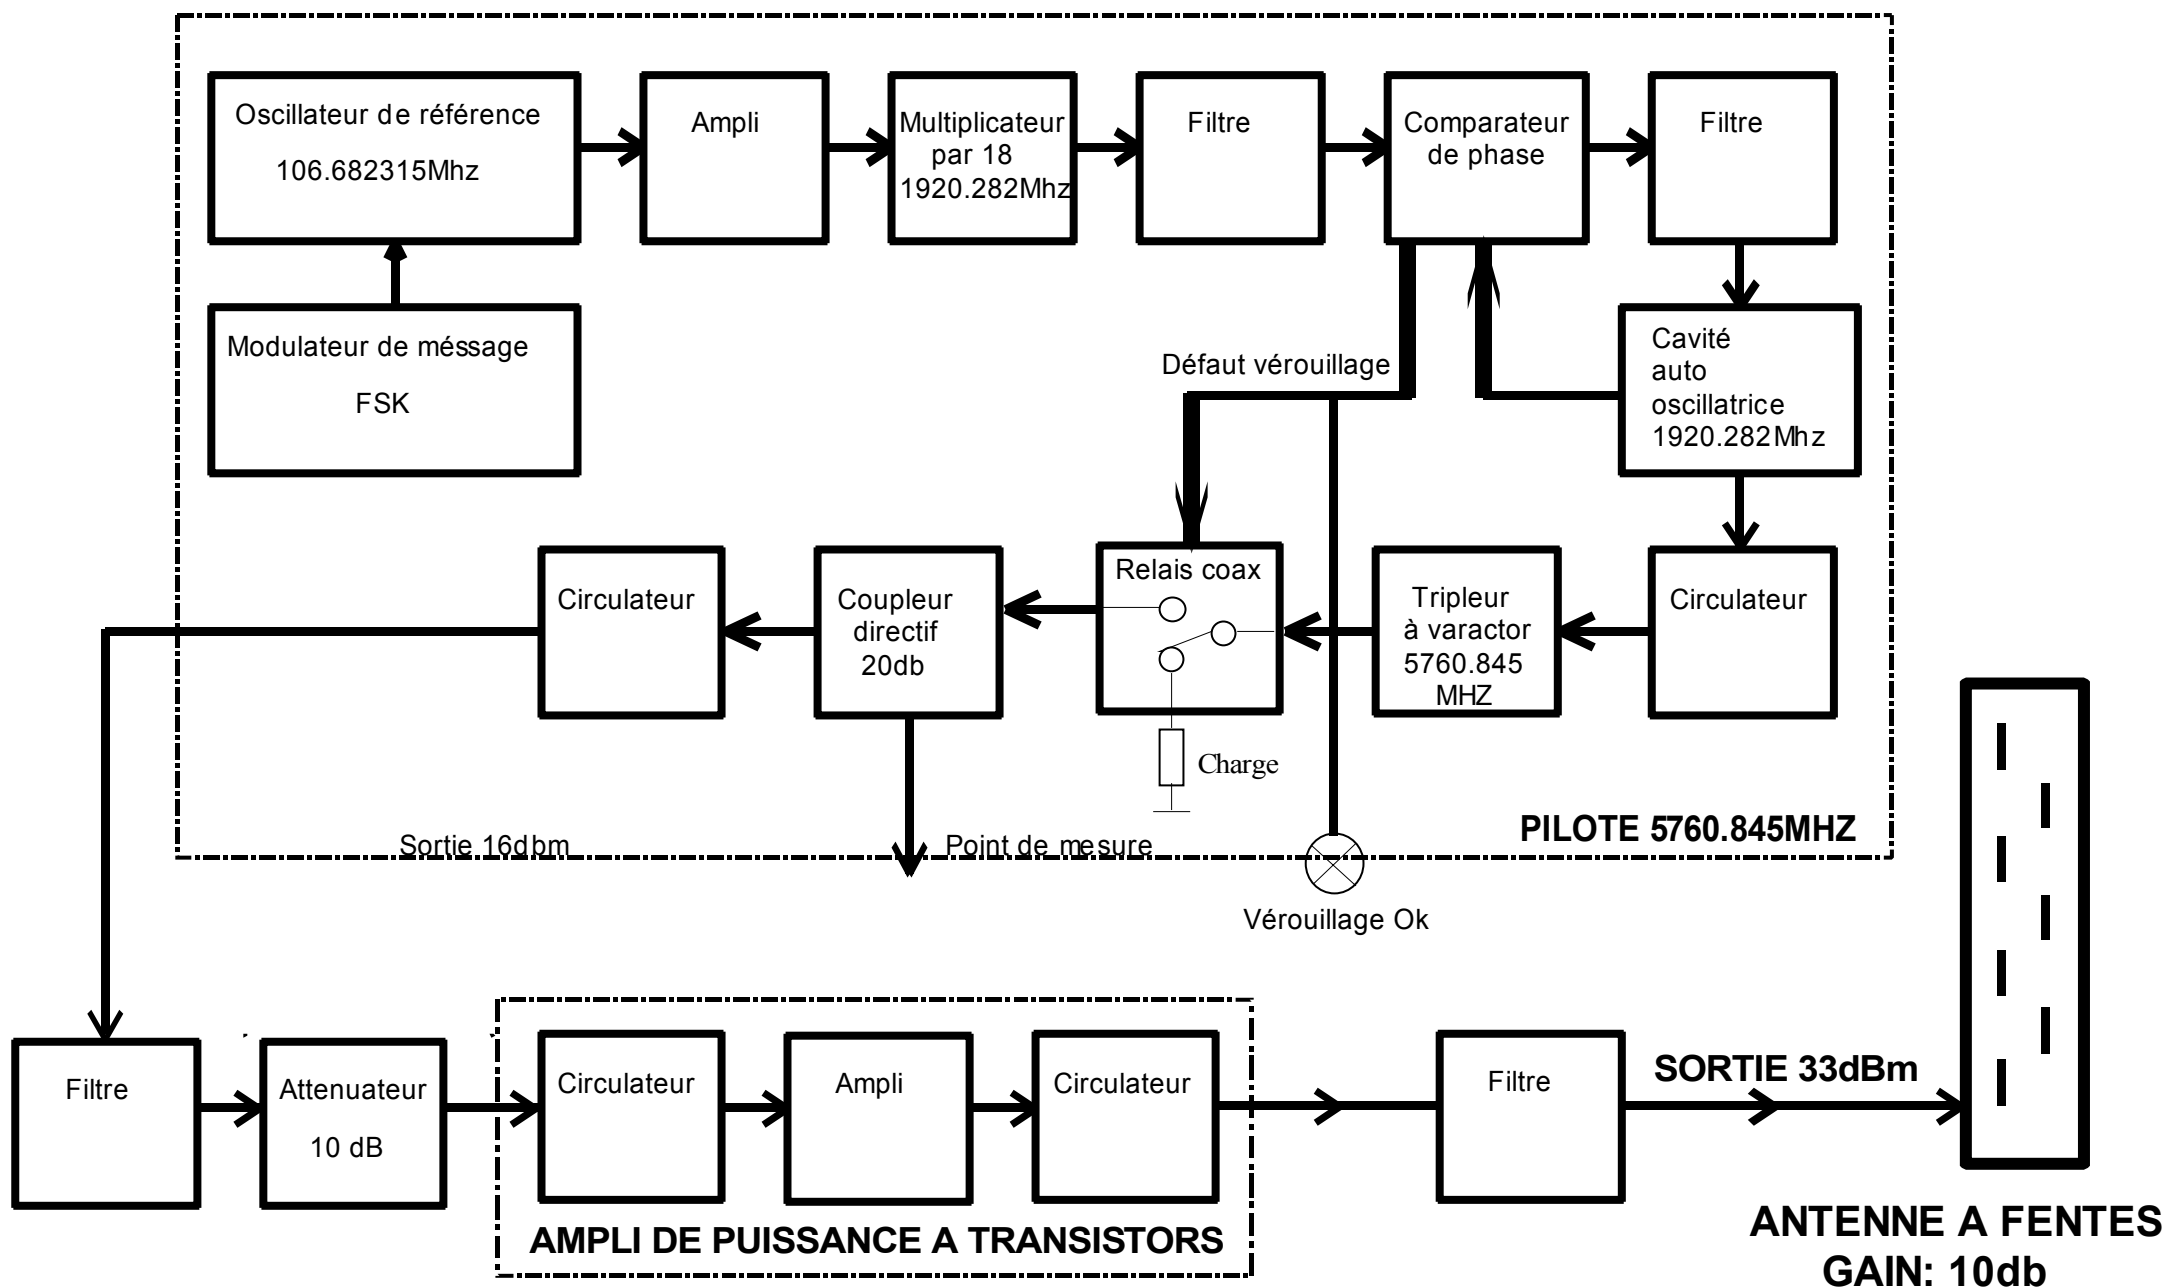 Oscillateur de référence
106.682315Mhz
Ampli
Multiplicateur
par 18
1920.282Mhz
Filtre
Comparateur
de phase
Filtre
Modulateur de méssage
FSK
Défaut vérouillage
Cavité
auto
oscillatrice
1920.282Mhz
Circulateur
Coupleur
directif
20db
Relais coax
Tripleur
à varactor
5760.845
MHZ
Circulateur
Charge
PILOTE 5760.845MHZ
Sortie 16dbm
Point de mesure
Vérouillage Ok
Filtre
Attenuateur
10 dB
Circulateur
Ampli
Circulateur
Filtre
SORTIE 33dBm
AMPLI DE PUISSANCE A TRANSISTORS
ANTENNE A FENTES
GAIN: 10db